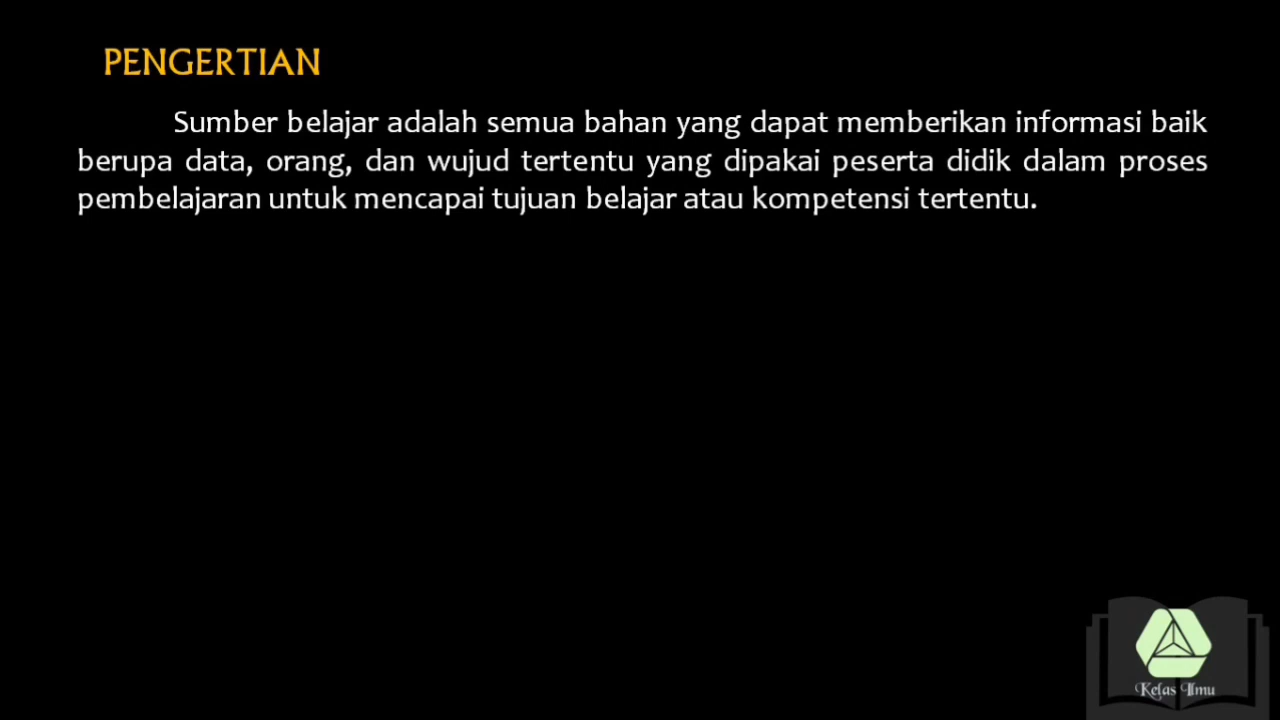 PENGERTIAN
Sumber belajar adalah semua bahan yang dapat memberikan informasi baik
berupa data, orang, dan wujud tertentu yang dipakai peserta didik dalam proses
pembelajaran untuk mencapai tujuan belajar atau kompetensi tertentu.
Kelas Ilmu